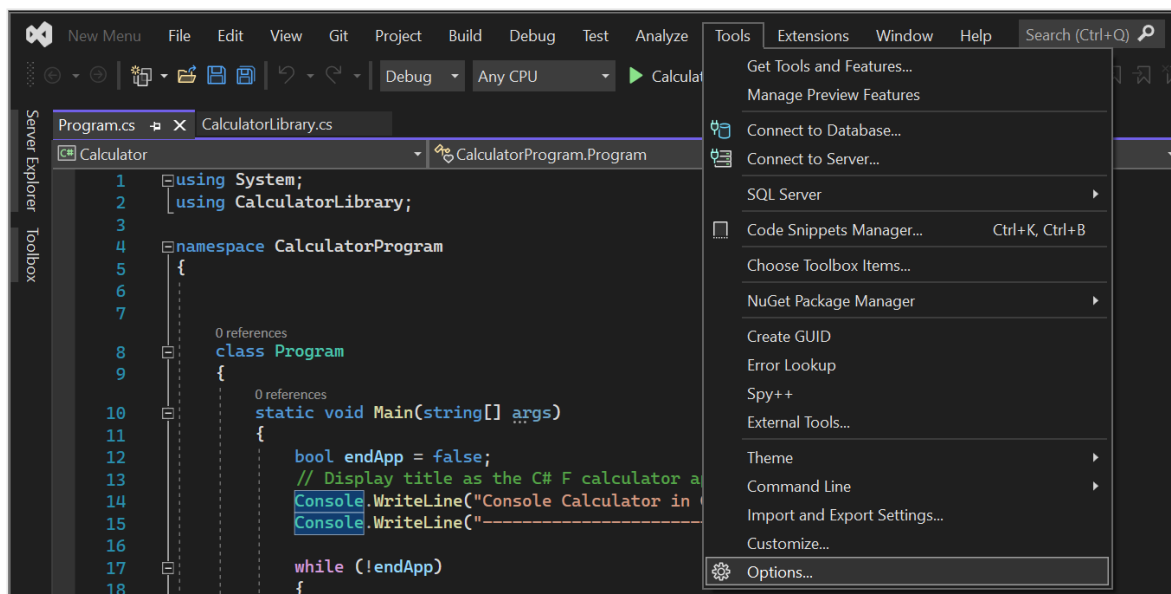 New Menu File Edit View Git Project Build Debug Test Analyze Tools Extensions Window Help Search (Ctrl+Q)
Debug Any CPU Calculat
Server Explorer
Toolbox
Program.cs CalculatorLibrary.cs
C# Calculator CalculatorProgram.Program
1 using System;
2 using CalculatorLibrary;
3
4 namespace CalculatorProgram
5 {
6
7
0 references
8 class Program
9 {
0 references
10 static void Main(string[] args)
11 {
12 bool endApp = false;
13 // Display title as the C# F calculator a
14 Console.WriteLine("Console Calculator in
15 Console.WriteLine("-----------------------
16
17 while (!endApp)
18 {
Get Tools and Features...
Manage Preview Features
Connect to Database...
Connect to Server...
SQL Server
Code Snippets Manager... Ctrl+K, Ctrl+B
Choose Toolbox Items...
NuGet Package Manager
Create GUID
Error Lookup
Spy++
External Tools...
Theme
Command Line
Import and Export Settings...
Customize...
Options...